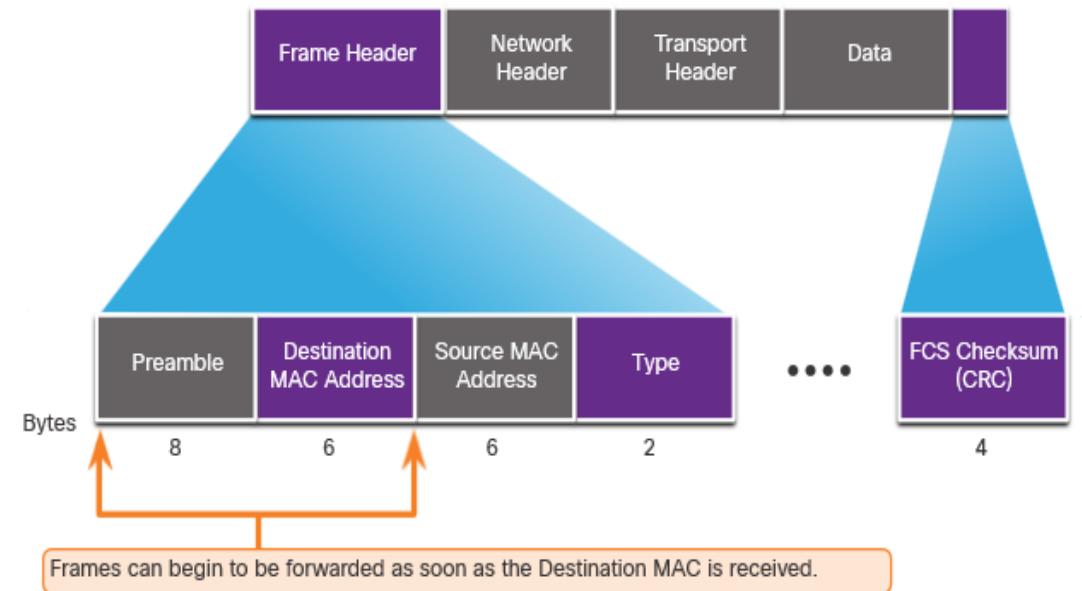 Frame Header
Network
Header
Transport
Header
Data
Preamble
Destination
MAC Address
Source MAC
Address
Type
••••
FCS Checksum
(CRC)
Bytes
8
6
6
2
4
Frames can begin to be forwarded as soon as the Destination MAC is received.